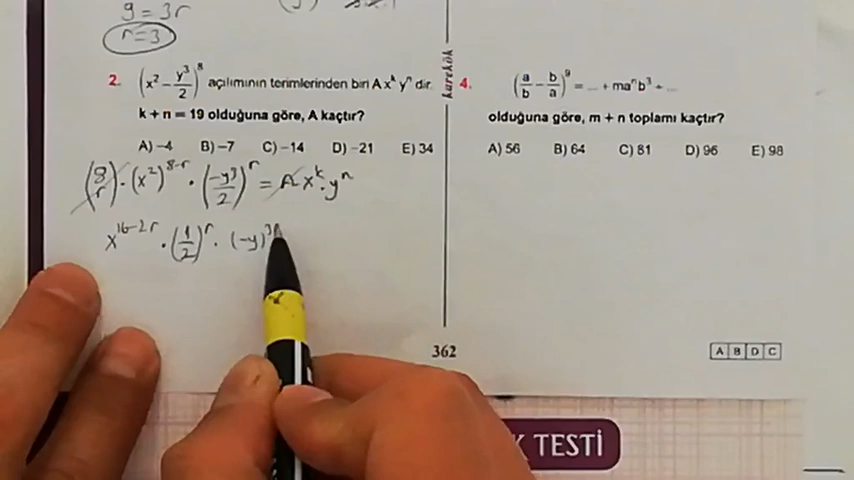 9 = 3r
r = 3
2. (x² - y³/2)⁸ açılımının terimlerinden biri A xᵏ yⁿ dir.
k + n = 19 olduğuna göre, A kaçtır?
A) -4 B) -7 C) -14 D) -21 E) 34
(8 r) · (x²)⁸⁻ʳ · (-y³/2)ʳ = A xᵏ · yⁿ
x¹⁶⁻²ʳ · (1/2)ʳ · (-y)³ʳ
karekök
4. (a/b - b/a)⁹ = ... + maⁿb³ + ...
olduğuna göre, m + n toplamı kaçtır?
A) 56 B) 64 C) 81 D) 96 E) 98
362
A B D C
K TESTİ